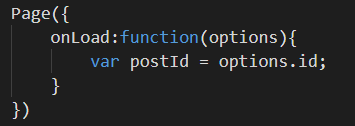 Page({
    onLoad:function(options){
        var postId = options.id;
    }
})